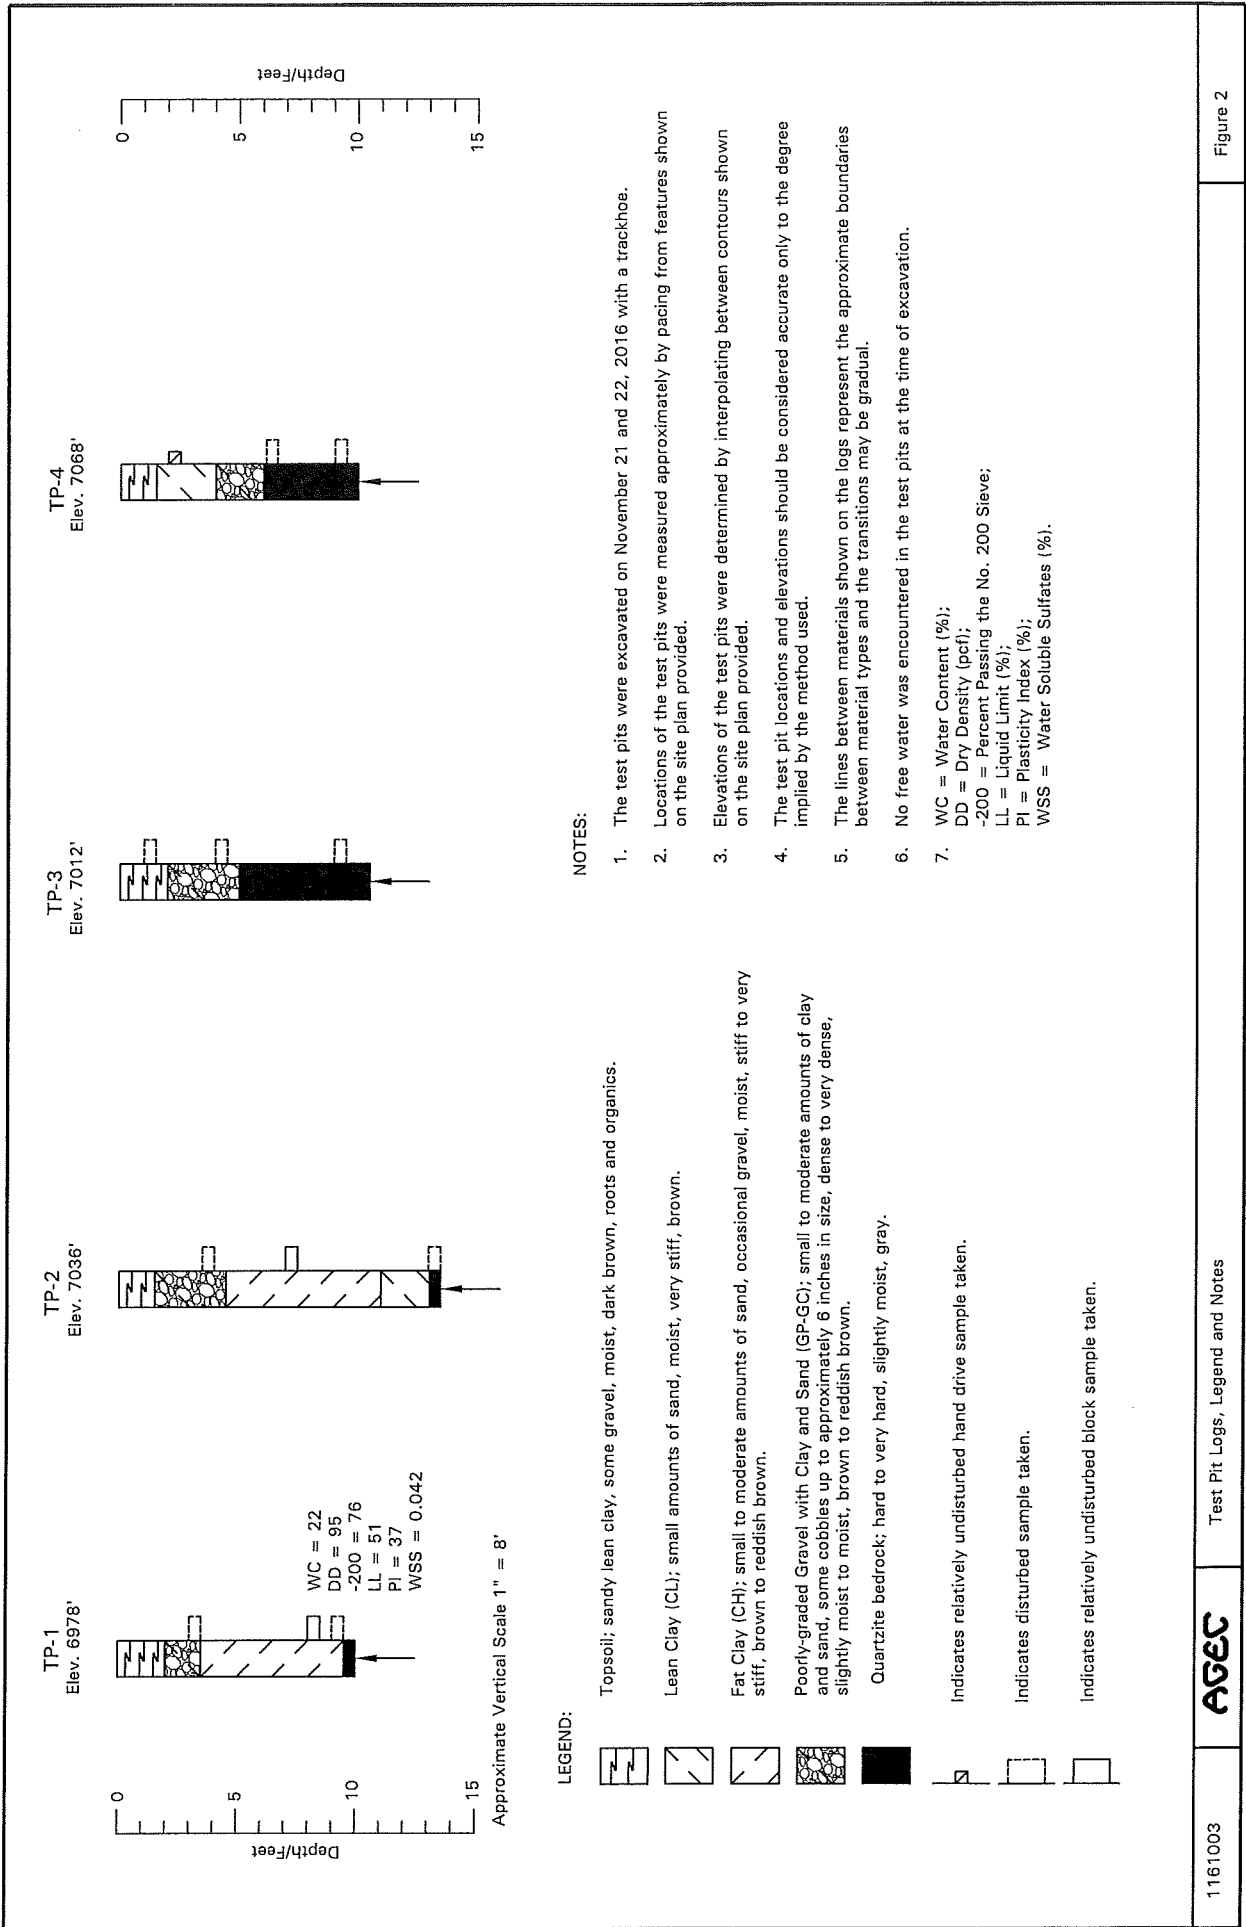 TP-1
Elev. 6978'
TP-2
Elev. 7036'
TP-3
Elev. 7012'
TP-4
Elev. 7068'
0
5
10
15
Depth/Feet
WC = 22
DD = 95
-200 = 76
LL = 51
PI = 37
WSS = 0.042
0
5
10
15
Depth/Feet
Approximate Vertical Scale 1" = 8'
LEGEND:
Topsoil; sandy lean clay, some gravel, moist, dark brown, roots and organics.
Lean Clay (CL); small amounts of sand, moist, very stiff, brown.
Fat Clay (CH); small to moderate amounts of sand, occasional gravel, moist, stiff to very
stiff, brown to reddish brown.
Poorly-graded Gravel with Clay and Sand (GP-GC); small to moderate amounts of clay
and sand, some cobbles up to approximately 6 inches in size, dense to very dense,
slightly moist to moist, brown to reddish brown.
Quartzite bedrock; hard to very hard, slightly moist, gray.
Indicates relatively undisturbed hand drive sample taken.
Indicates disturbed sample taken.
Indicates relatively undisturbed block sample taken.
NOTES:
1. The test pits were excavated on November 21 and 22, 2016 with a trackhoe.
2. Locations of the test pits were measured approximately by pacing from features shown
on the site plan provided.
3. Elevations of the test pits were determined by interpolating between contours shown
on the site plan provided.
4. The test pit locations and elevations should be considered accurate only to the degree
implied by the method used.
5. The lines between materials shown on the logs represent the approximate boundaries
between material types and the transitions may be gradual.
6. No free water was encountered in the test pits at the time of excavation.
7. WC = Water Content (%);
DD = Dry Density (pcf);
-200 = Percent Passing the No. 200 Sieve;
LL = Liquid Limit (%);
PI = Plasticity Index (%);
WSS = Water Soluble Sulfates (%).
1161003
AGEC
Test Pit Logs, Legend and Notes
Figure 2